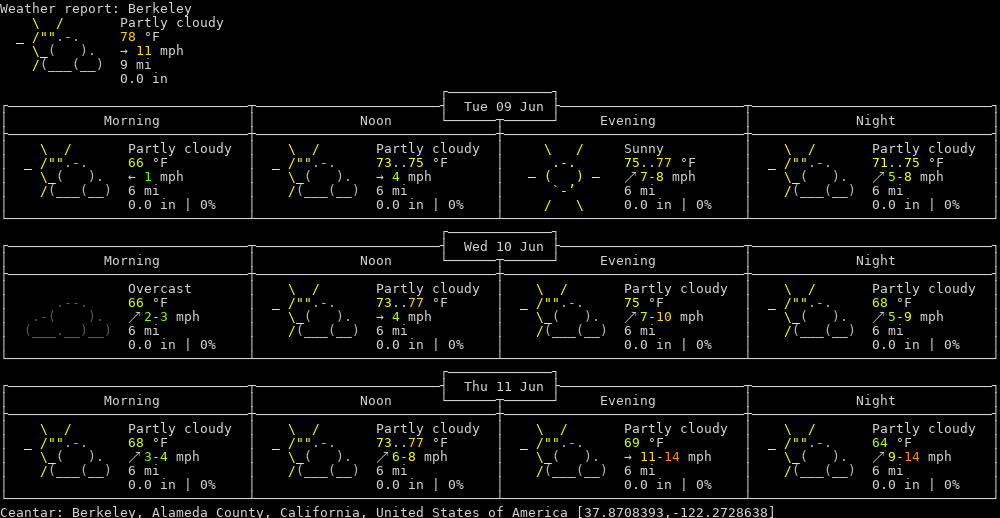 Weather report: Berkeley
Partly cloudy
78 °F
→ 11 mph
9 mi
0.0 in
Tue 09 Jun
Morning Noon Evening Night
Partly cloudy Partly cloudy Sunny Partly cloudy
66 °F 73..75 °F 75..77 °F 71..75 °F
← 1 mph → 4 mph ↗ 7-8 mph ↗ 5-8 mph
6 mi 6 mi 6 mi 6 mi
0.0 in | 0% 0.0 in | 0% 0.0 in | 0% 0.0 in | 0%
Wed 10 Jun
Morning Noon Evening Night
Overcast Partly cloudy Partly cloudy Partly cloudy
66 °F 73..77 °F 75 °F 68 °F
↗ 2-3 mph → 4 mph ↗ 7-10 mph ↗ 5-9 mph
6 mi 6 mi 6 mi 6 mi
0.0 in | 0% 0.0 in | 0% 0.0 in | 0% 0.0 in | 0%
Thu 11 Jun
Morning Noon Evening Night
Partly cloudy Partly cloudy Partly cloudy Partly cloudy
68 °F 73..77 °F 69 °F 64 °F
↗ 3-4 mph ↗ 6-8 mph → 11-14 mph ↗ 9-14 mph
6 mi 6 mi 6 mi 6 mi
0.0 in | 0% 0.0 in | 0% 0.0 in | 0% 0.0 in | 0%
Ceantar: Berkeley, Alameda County, California, United States of America [37.8708393,-122.2728638]